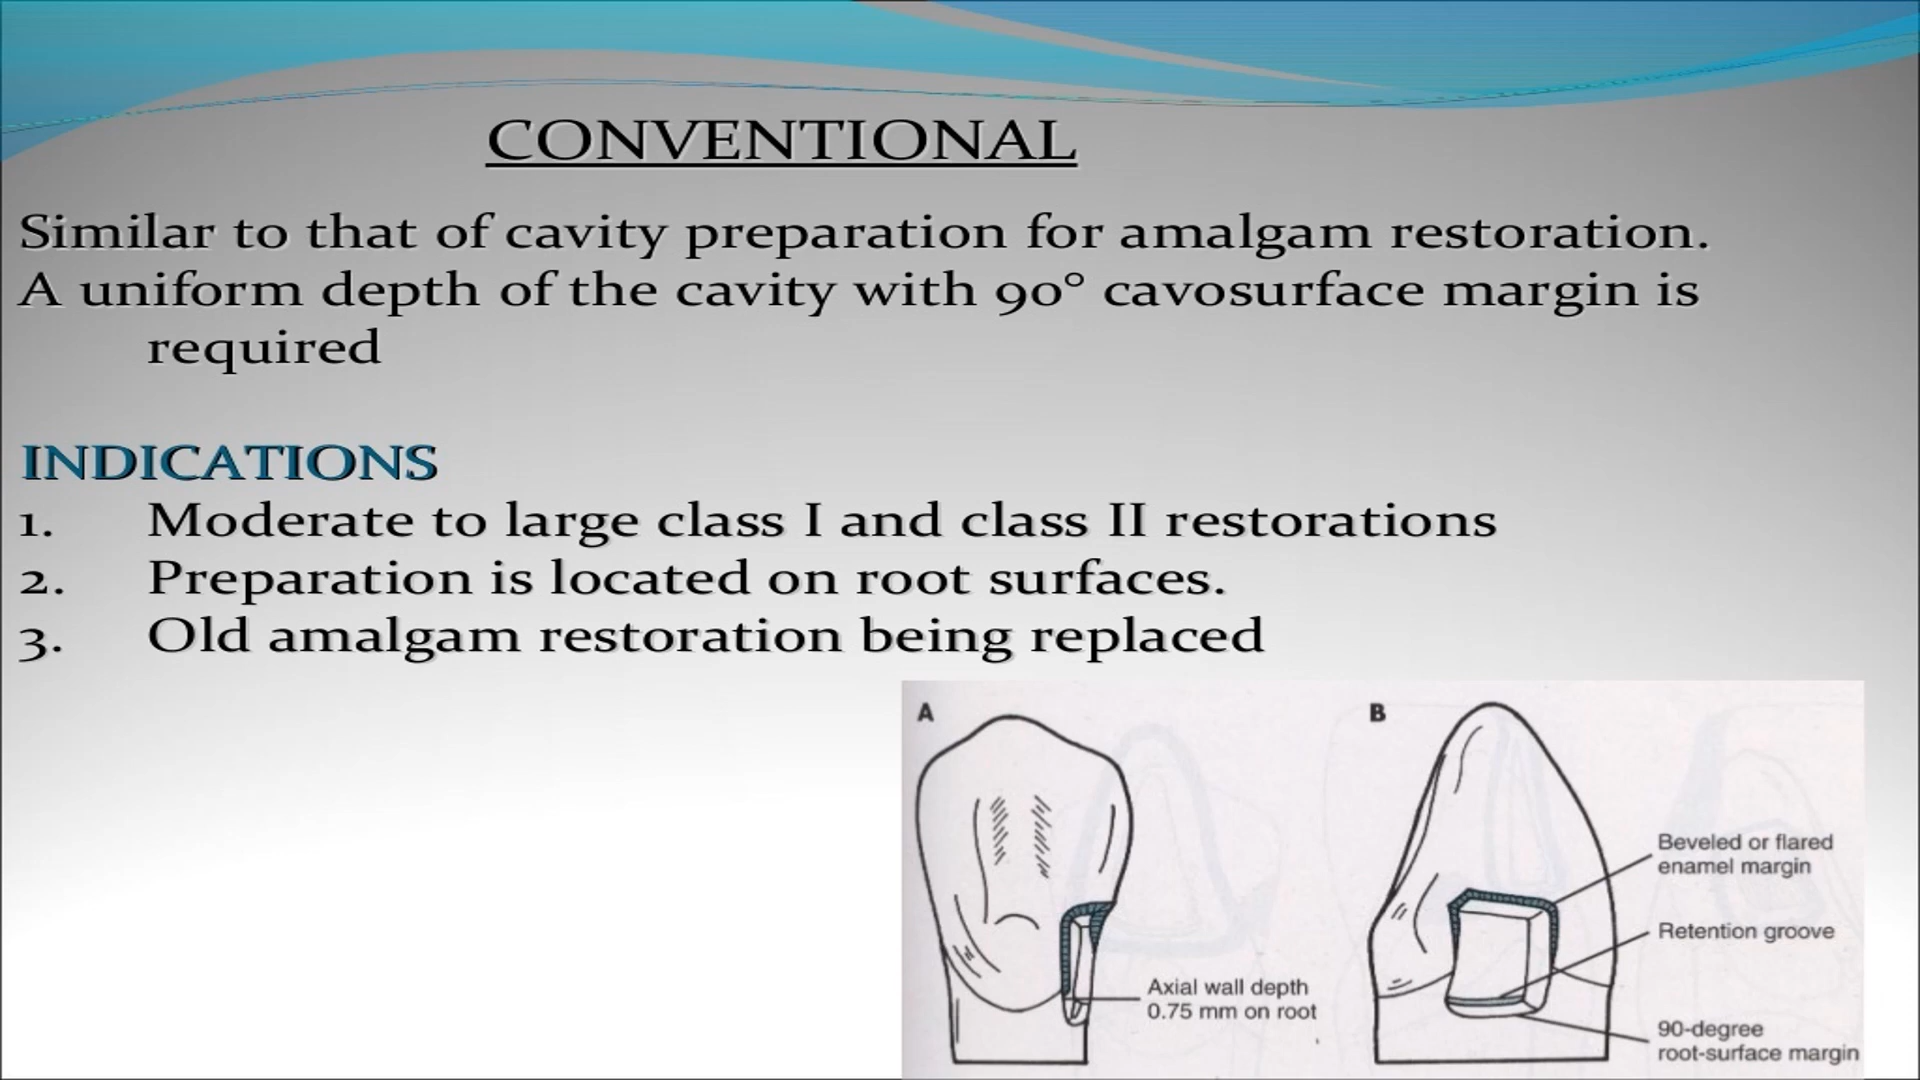 CONVENTIONAL
Similar to that of cavity preparation for amalgam restoration.
A uniform depth of the cavity with 90° cavosurface margin is
required
INDICATIONS
1. Moderate to large class I and class II restorations
2. Preparation is located on root surfaces.
3. Old amalgam restoration being replaced
A
Axial wall depth
0.75 mm on root
B
Beveled or flared
enamel margin
Retention groove
90-degree
root-surface margin